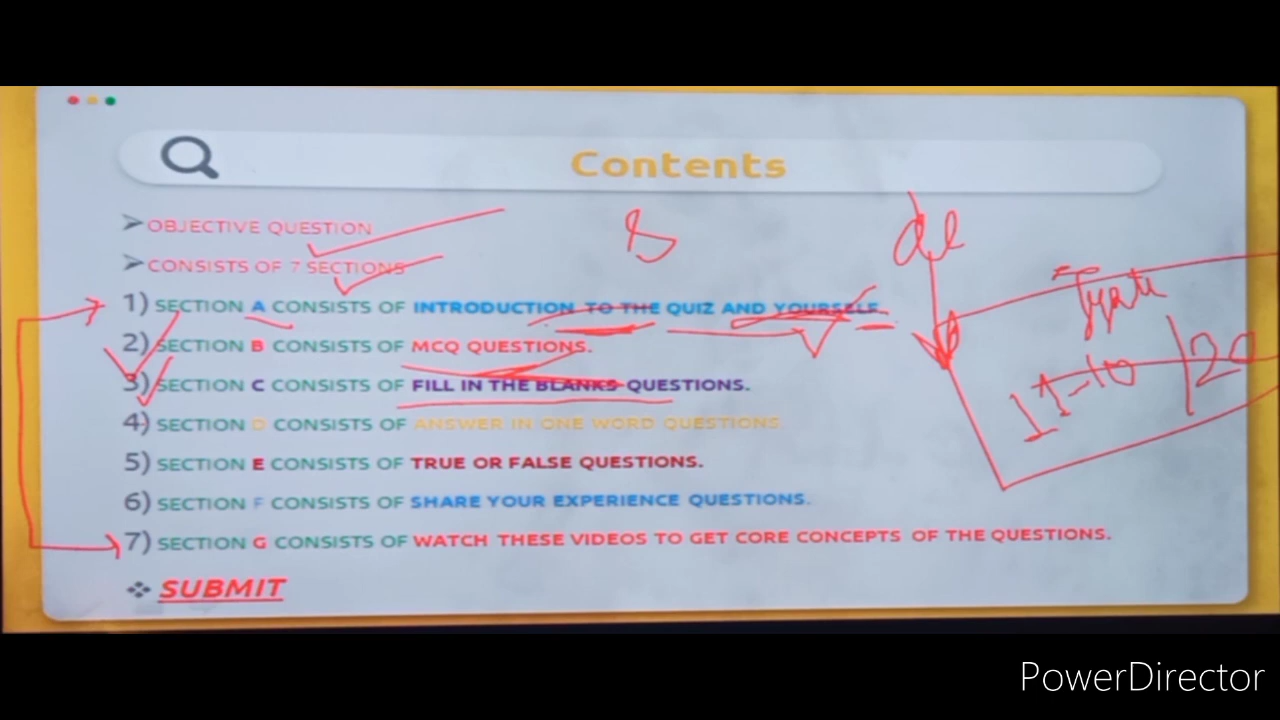 Contents
OBJECTIVE QUESTION
CONSISTS OF 7 SECTIONS
1) SECTION A CONSISTS OF INTRODUCTION TO THE QUIZ AND YOURSELF.
2) SECTION B CONSISTS OF MCQ QUESTIONS.
3) SECTION C CONSISTS OF FILL IN THE BLANKS QUESTIONS.
4) SECTION D CONSISTS OF ANSWER IN ONE WORD QUESTIONS.
5) SECTION E CONSISTS OF TRUE OR FALSE QUESTIONS.
6) SECTION F CONSISTS OF SHARE YOUR EXPERIENCE QUESTIONS.
7) SECTION G CONSISTS OF WATCH THESE VIDEOS TO GET CORE CONCEPTS OF THE QUESTIONS.
SUBMIT
PowerDirector